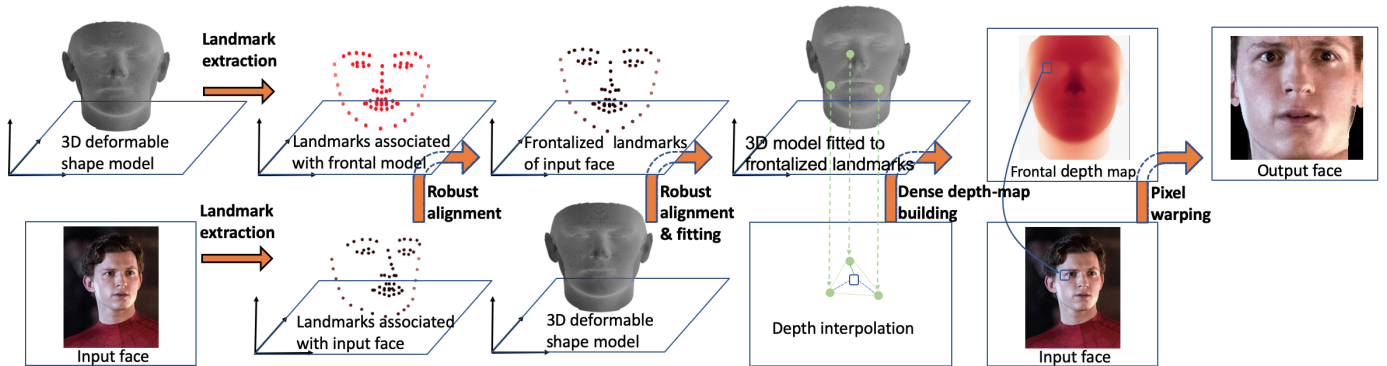 Landmark
extraction
3D deformable
shape model
Landmarks associated
with frontal model
Robust
alignment
Frontalized landmarks
of input face
Robust
alignment
& fitting
3D model fitted to
frontalized landmarks
Dense depth-map
building
Frontal depth map
Pixel
warping
Output face
Landmark
extraction
Input face
Landmarks associated
with input face
3D deformable
shape model
Depth interpolation
Input face